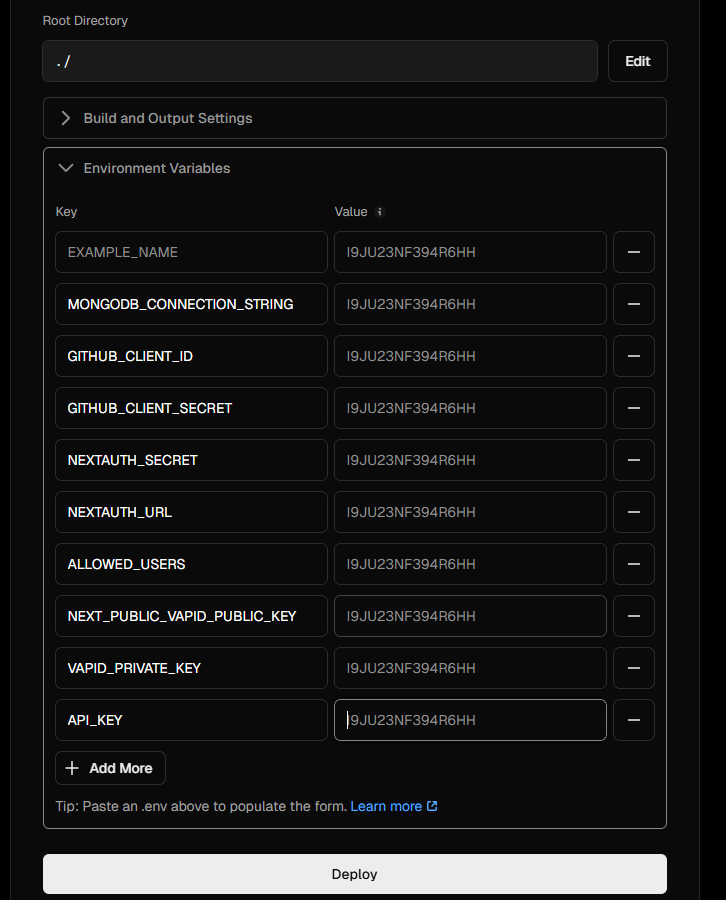 Root Directory
./
Edit
Build and Output Settings
Environment Variables
Key Value i
EXAMPLE_NAME I9JU23NF394R6HH
MONGODB_CONNECTION_STRING I9JU23NF394R6HH
GITHUB_CLIENT_ID I9JU23NF394R6HH
GITHUB_CLIENT_SECRET I9JU23NF394R6HH
NEXTAUTH_SECRET I9JU23NF394R6HH
NEXTAUTH_URL I9JU23NF394R6HH
ALLOWED_USERS I9JU23NF394R6HH
NEXT_PUBLIC_VAPID_PUBLIC_KEY I9JU23NF394R6HH
VAPID_PRIVATE_KEY I9JU23NF394R6HH
API_KEY I9JU23NF394R6HH
Add More
Tip: Paste an .env above to populate the form. Learn more
Deploy